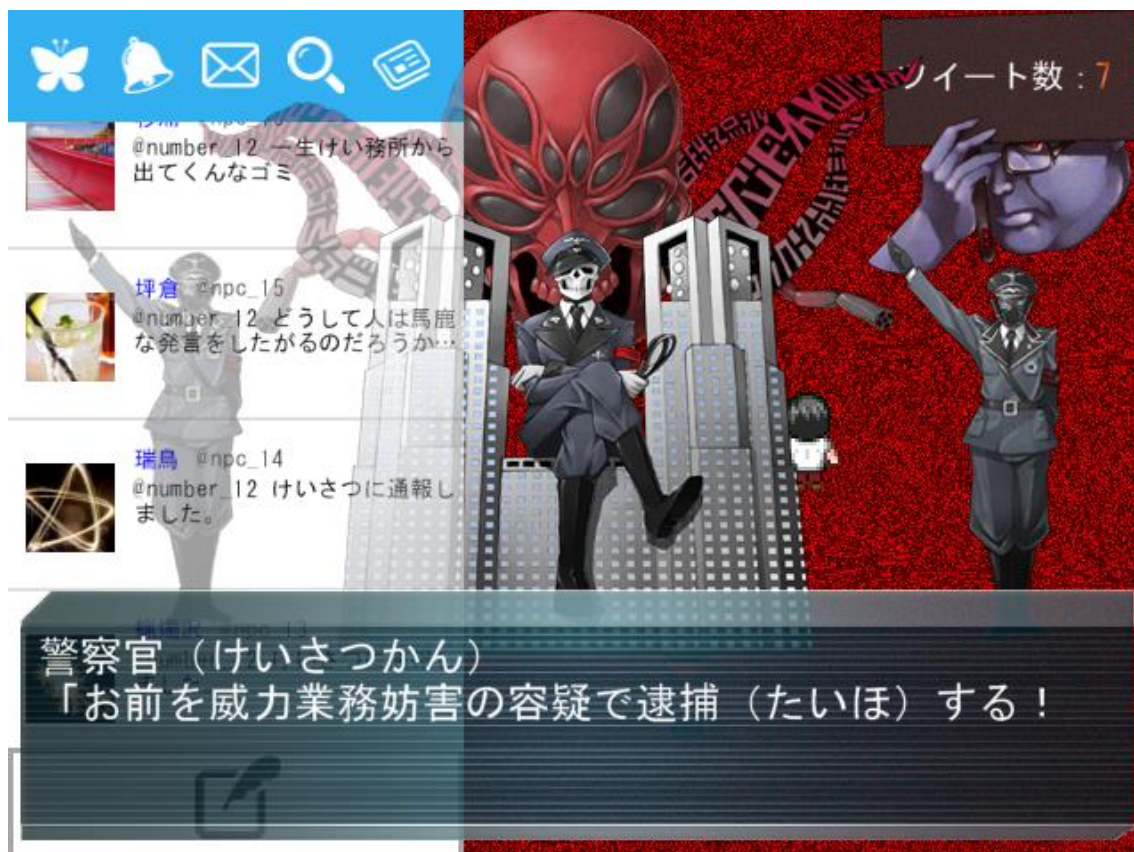 ツイート数:7
@number_12 一生けい務所から
出てくんなゴミ
坪倉 @npc_15
@number_12 どうして人は馬鹿
な発言をしたがるのだろうか…
瑞鳥 @npc_14
@number_12 けいさつに通報し
ました。
警察官(けいさつかん)
「お前を威力業務妨害の容疑で逮捕(たいほ)する!